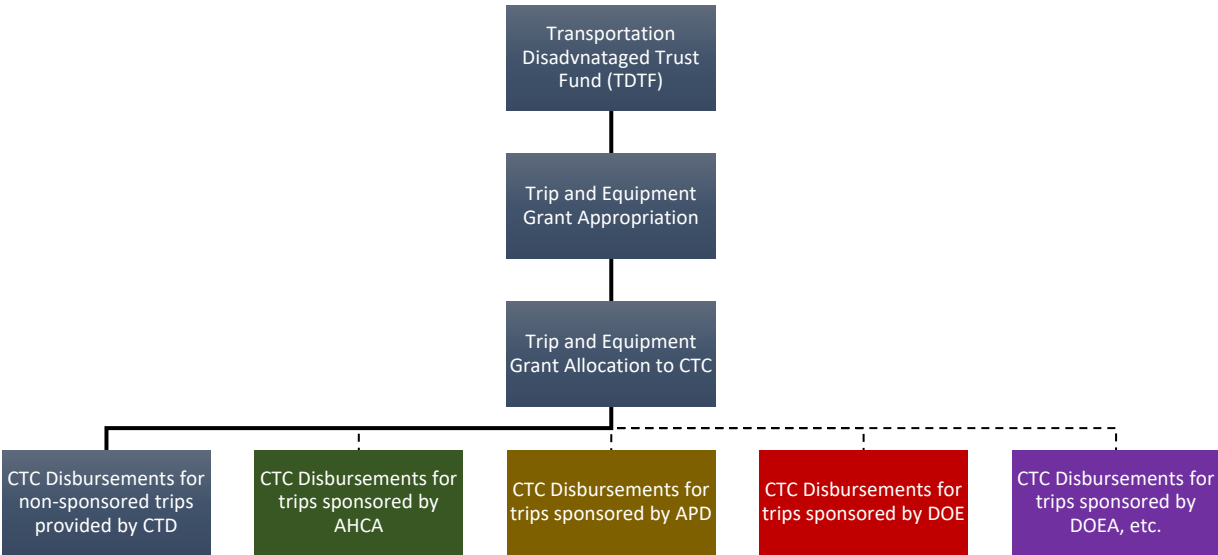 Transportation
Disadvnataged Trust
Fund (TDTF)
Trip and Equipment
Grant Appropriation
Trip and Equipment
Grant Allocation to CTC
CTC Disbursements for
non-sponsored trips
provided by CTD
CTC Disbursements for
trips sponsored by
AHCA
CTC Disbursements for
trips sponsored by APD
CTC Disbursements for
trips sponsored by DOE
CTC Disbursements for
trips sponsored by
DOEA, etc.